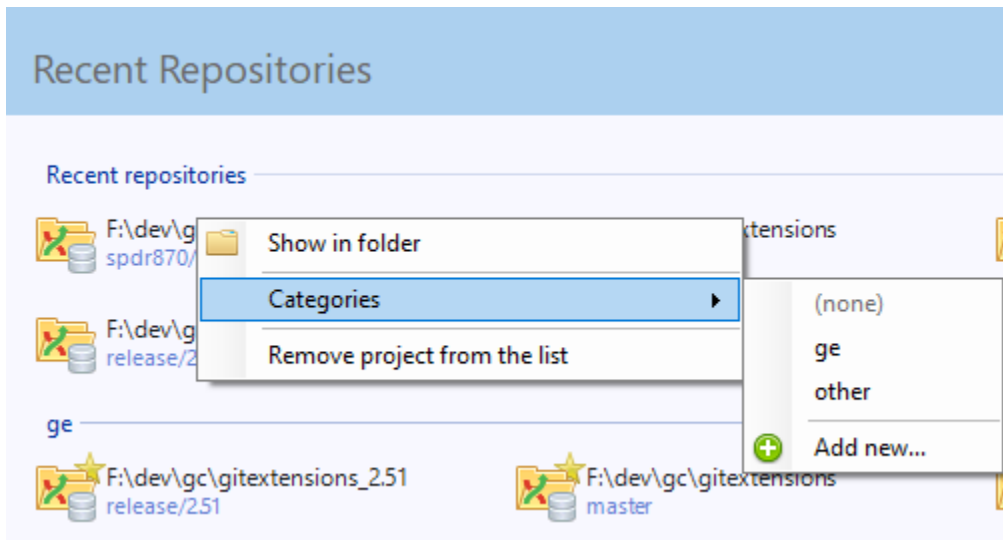 Recent Repositories
Recent repositories
F:\dev\g
spdr870/
tensions
Show in folder
Categories
(none)
F:\dev\g
release/2
ge
Remove project from the list
other
Add new...
ge
F:\dev\gc\gitextensions_2.51
F:\dev\gc\gitextensions
release/2.51
master